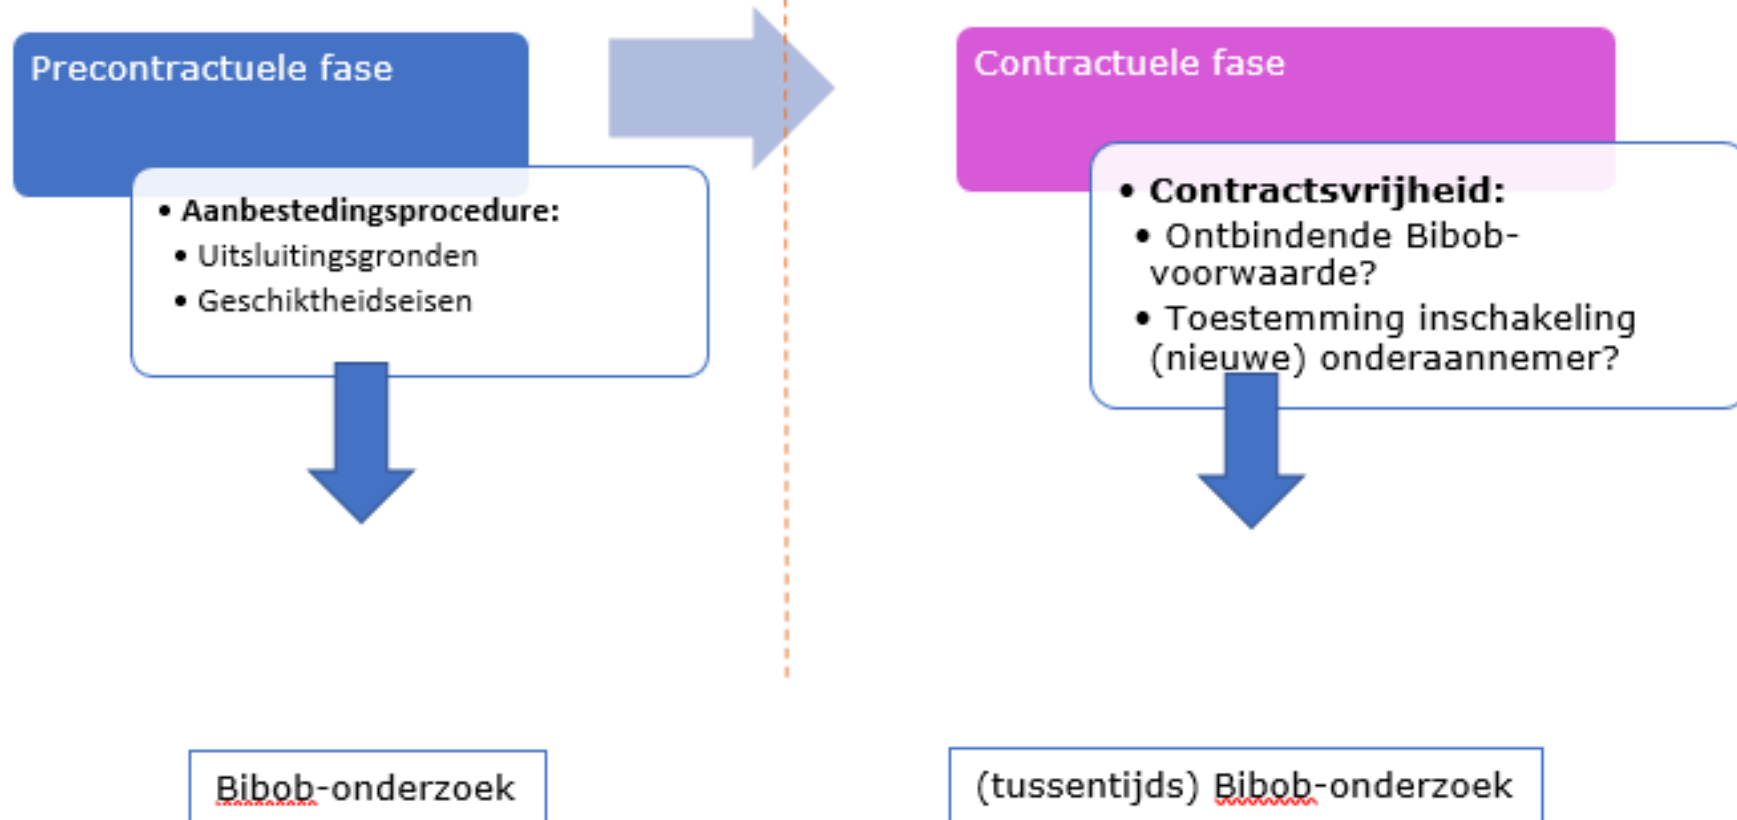 Precontractuele fase
• Aanbestedingsprocedure:
• Uitsluitingsgronden
• Geschiktheidseisen
Bibob-onderzoek
Contractuele fase
• Contractsvrijheid:
• Ontbindende Bibob-
voorwaarde?
• Toestemming inschakeling
(nieuwe) onderaannemer?
(tussentijds) Bibob-onderzoek